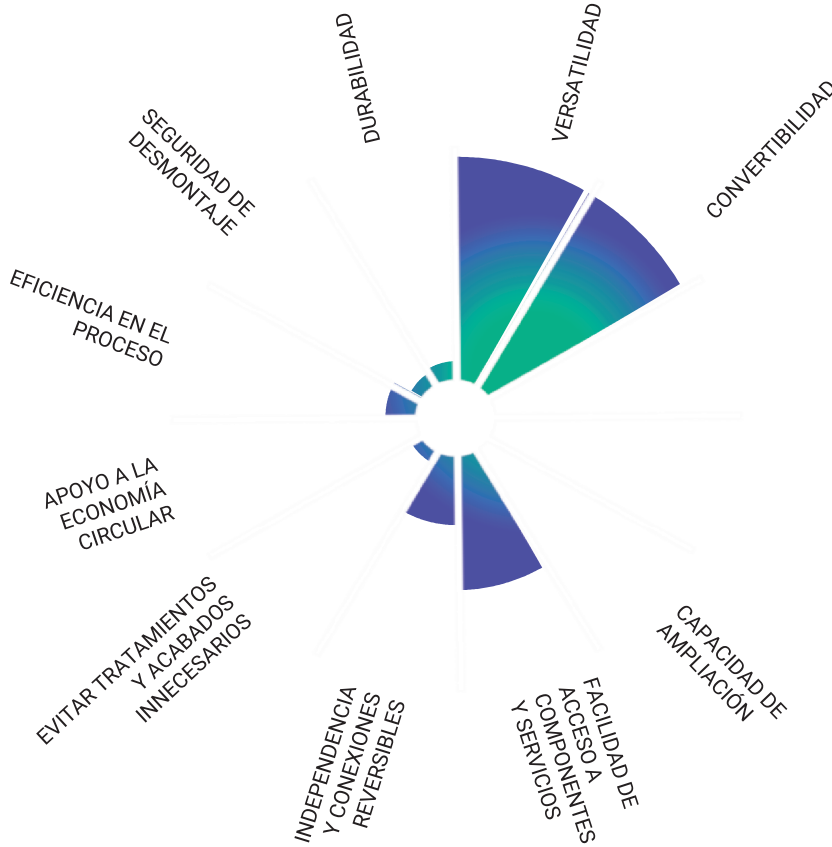 DURABILIDAD
VERSATILIDAD
CONVERTIBILIDAD
CAPACIDAD DE
AMPLIACIÓN
FACILIDAD DE
ACCESO A
COMPONENTES
Y SERVICIOS
INDEPENDENCIA
Y CONEXIONES
REVERSIBLES
EVITAR TRATAMIENTOS
Y ACABADOS
INNECESARIOS
APOYO A LA
ECONOMÍA
CIRCULAR
EFICIENCIA EN EL
PROCESO
SEGURIDAD DE
DESMONTAJE